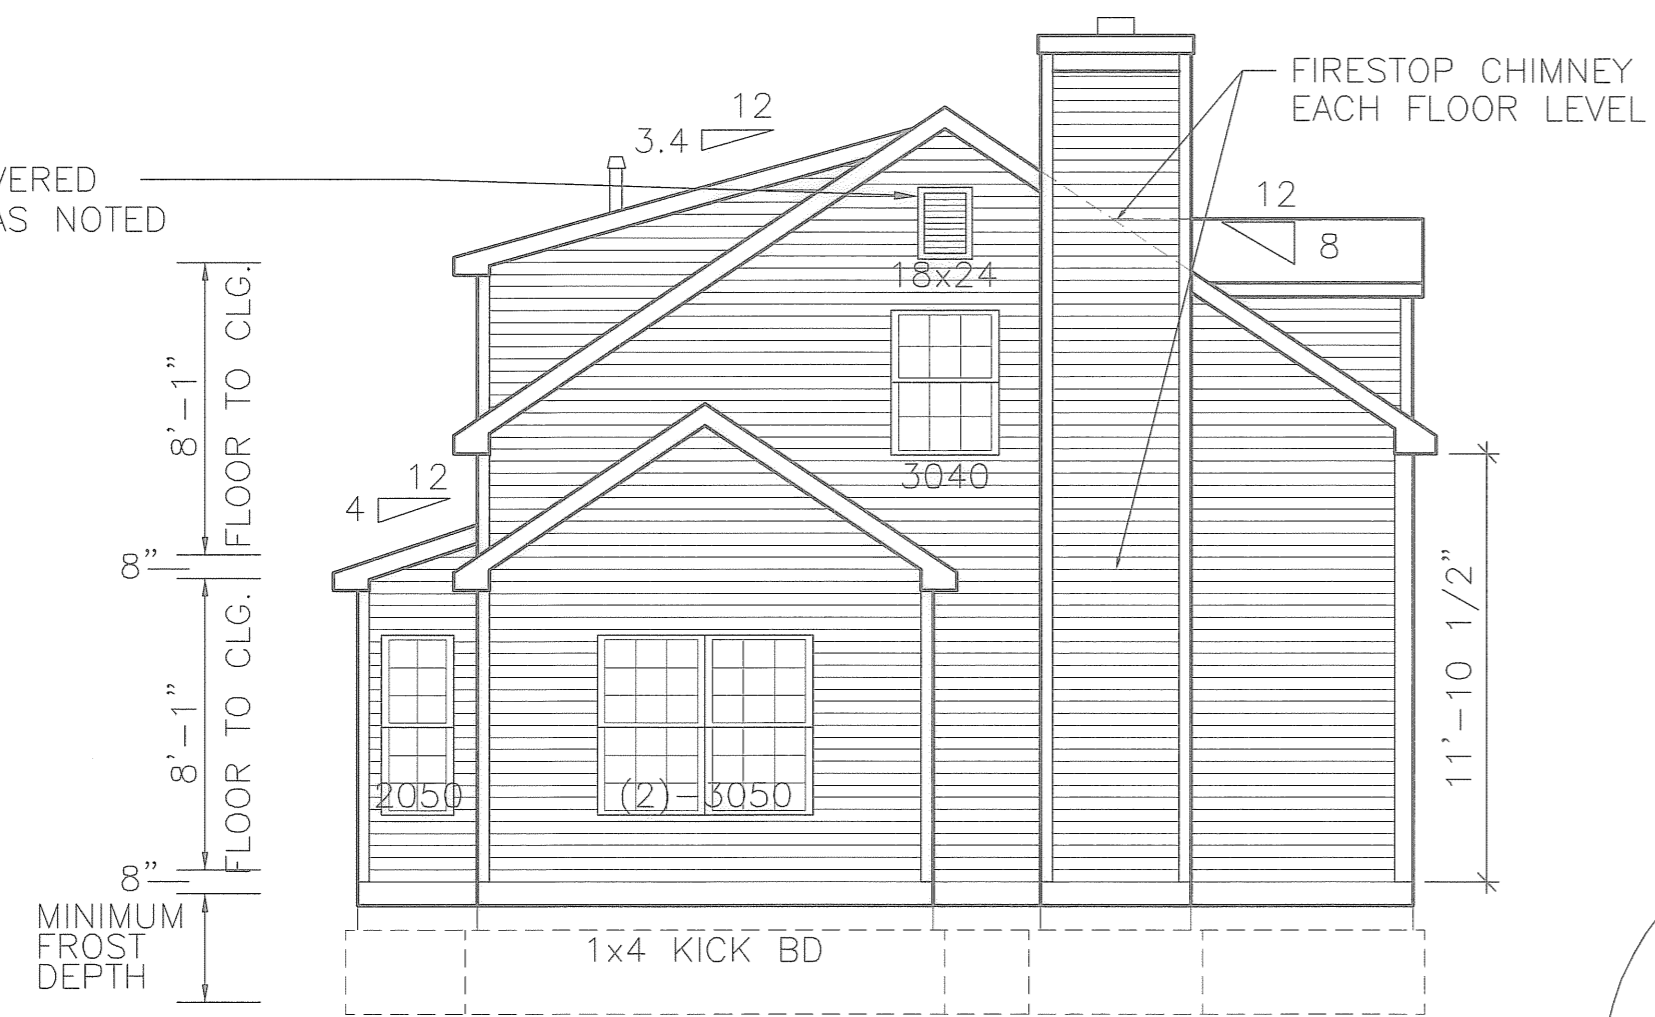 FIRESTOP CHIMNEY
EACH FLOOR LEVEL
12
3.4
AS NOTED
12
8
18x24
8'-1"
FLOOR TO CLG.
3040
12
4
8"
11'-10 1/2"
8'-1"
FLOOR TO CLG.
2050
(2)-3050
8"
MINIMUM
FROST
DEPTH
1x4 KICK BD